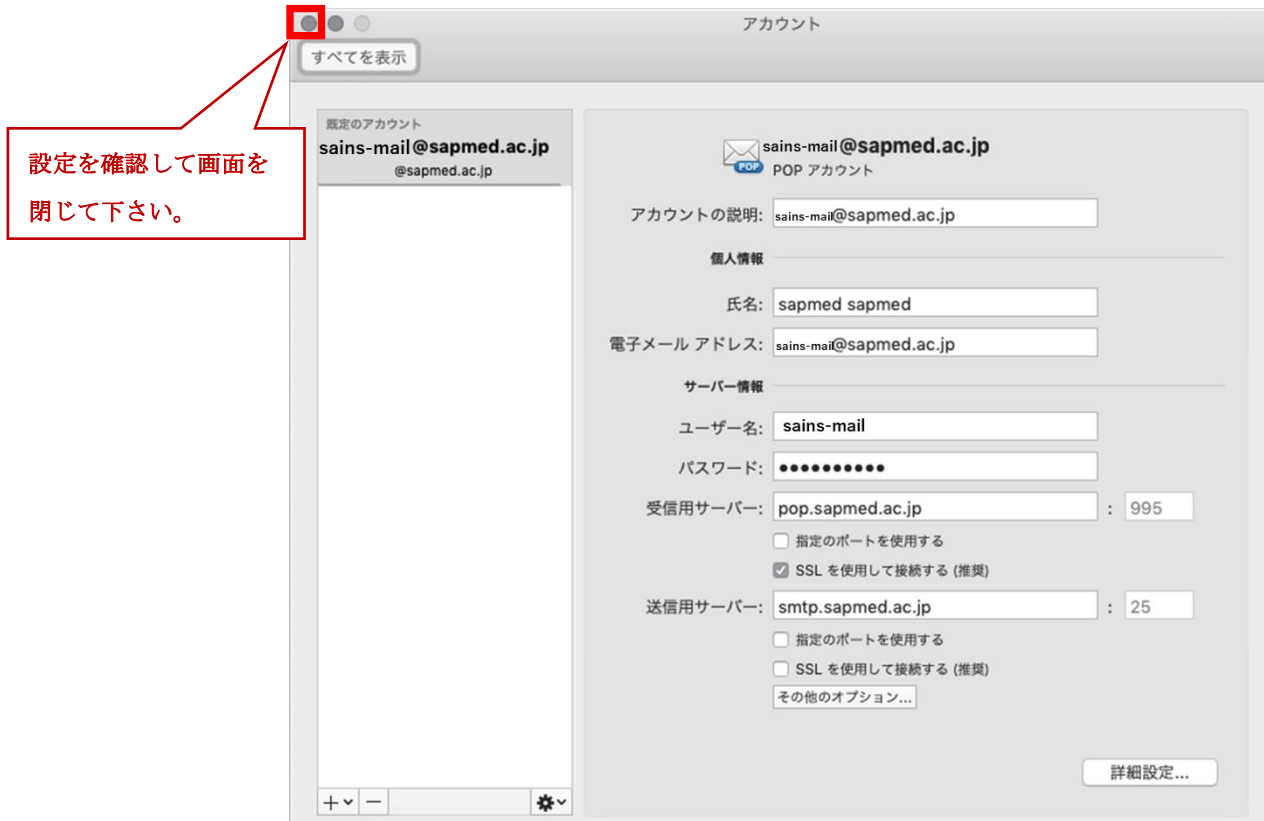 アカウント
すべてを表示
設定を確認して画面を
閉じて下さい。
既定のアカウント
sains-mail@sapmed.ac.jp
@sapmed.ac.jp
sains-mail@sapmed.ac.jp
POP
POP アカウント
アカウントの説明: sains-mail@sapmed.ac.jp
個人情報
氏名: sapmed sapmed
電子メール アドレス: sains-mail@sapmed.ac.jp
サーバー情報
ユーザー名: sains-mail
パスワード: ●●●●●●●●●●
受信用サーバー: pop.sapmed.ac.jp : 995
指定のポートを使用する
SSL を使用して接続する (推奨)
送信用サーバー: smtp.sapmed.ac.jp : 25
指定のポートを使用する
SSL を使用して接続する (推奨)
その他のオプション...
詳細設定...